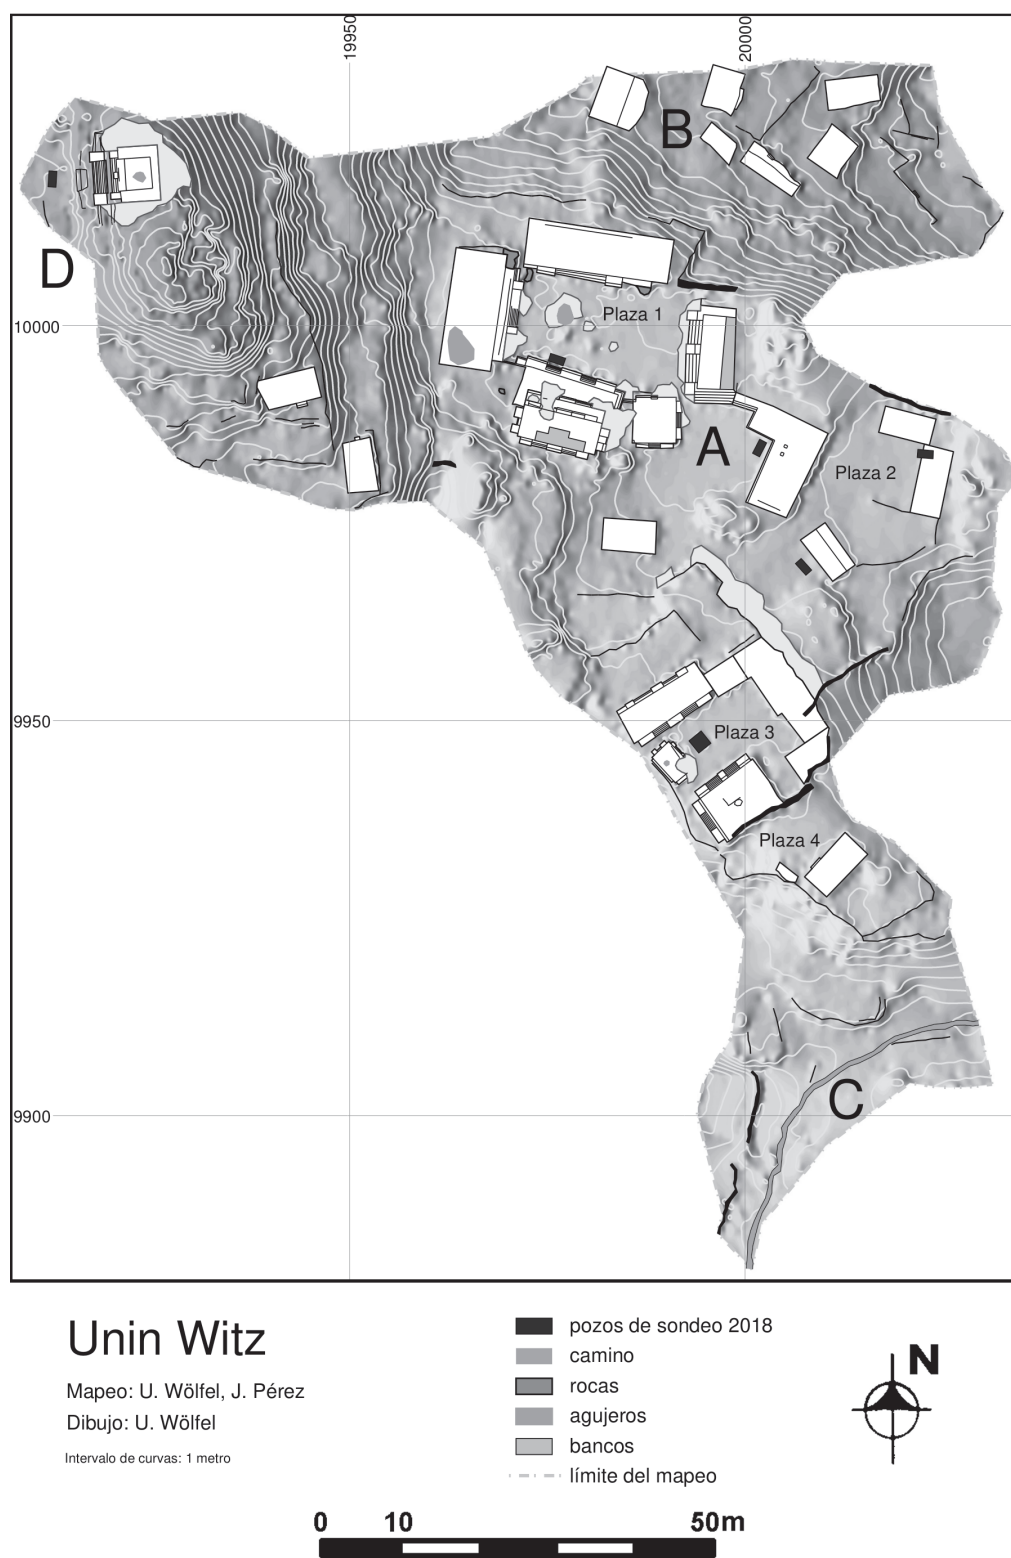 19950
20000
B
D
10000
Plaza 1
A
Plaza 2
9950
Plaza 3
Plaza 4
C
9900
Unin Witz
Mapeo: U. Wölfel, J. Pérez
Dibujo: U. Wölfel
Intervalo de curvas: 1 metro
pozos de sondeo 2018
camino
rocas
agujeros
bancos
límite del mapeo
N
0 10 50m